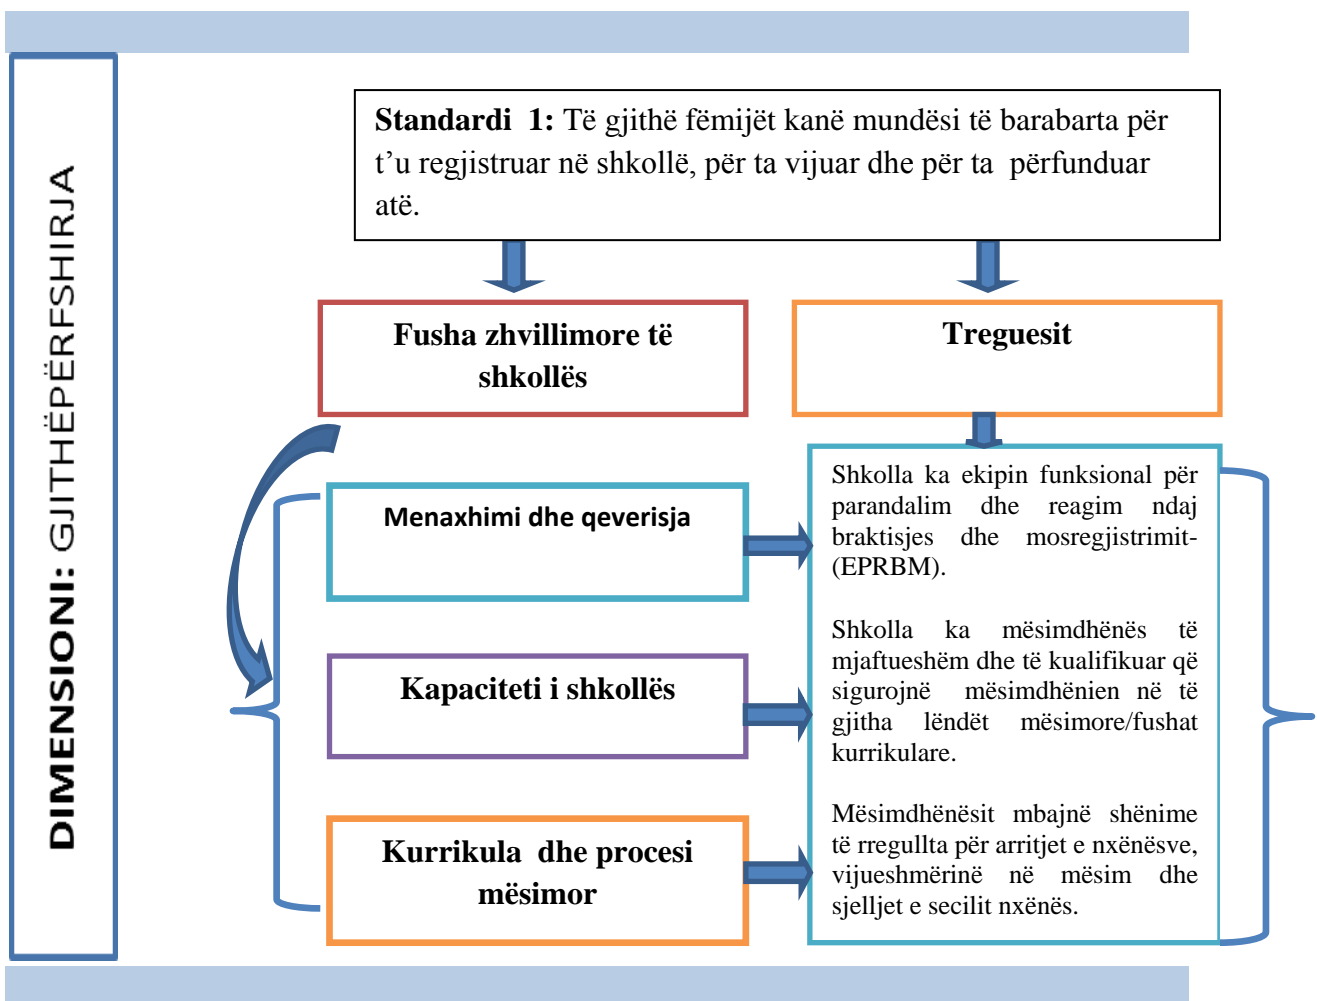 DIMENSIONI: GJITHËPËRFSHIRJA
Standardi 1: Të gjithë fëmijët kanë mundësi të barabarta për
t’u regjistruar në shkollë, për ta vijuar dhe për ta përfunduar
atë.
Fusha zhvillimore të
shkollës
Treguesit
Menaxhimi dhe qeverisja
Shkolla ka ekipin funksional për
parandalim dhe reagim ndaj
braktisjes dhe mosregjistrimit-
(EPRBM).
Kapaciteti i shkollës
Shkolla ka mësimdhënës të
mjaftueshëm dhe të kualifikuar që
sigurojnë mësimdhënien në të
gjitha lëndët mësimore/fushat
kurrikulare.
Kurrikula dhe procesi
mësimor
Mësimdhënësit mbajnë shënime
të rregullta për arritjet e nxënësve,
vijueshmërinë në mësim dhe
sjelljet e secilit nxënës.